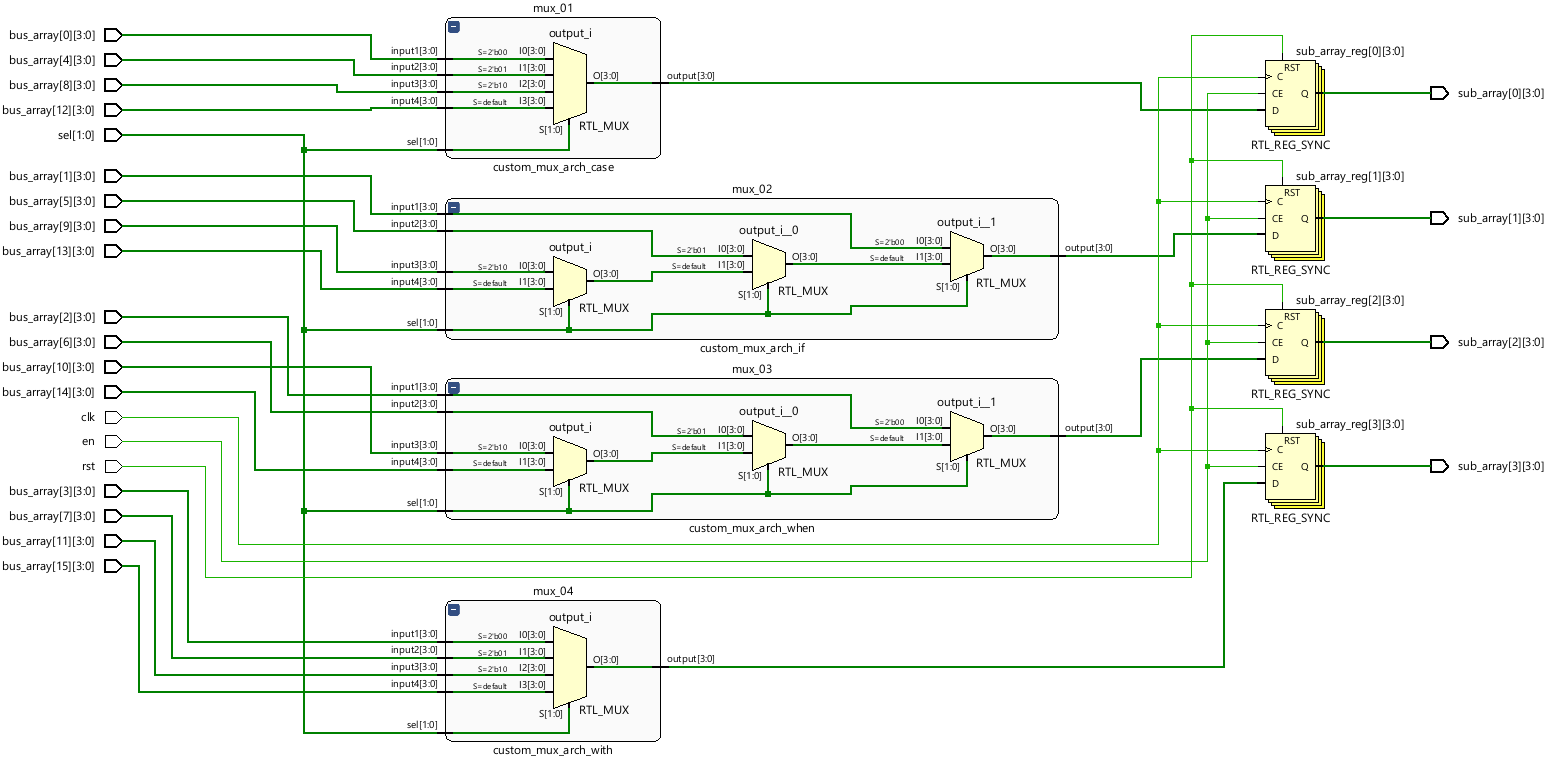 mux_01
bus_array[0][3:0]
bus_array[4][3:0]
bus_array[8][3:0]
bus_array[12][3:0]
sel[1:0]
output_i
input1[3:0] S=2'b00 I0[3:0]
input2[3:0] S=2'b01 I1[3:0]
input3[3:0] S=2'b10 I2[3:0]
input4[3:0] S=default I3[3:0]
O[3:0]
output[3:0]
S[1:0] RTL_MUX
sel[1:0]
custom_mux_arch_case
sub_array_reg[0][3:0]
RST
C
CE Q
D
RTL_REG_SYNC
sub_array[0][3:0]
bus_array[1][3:0]
bus_array[5][3:0]
bus_array[9][3:0]
bus_array[13][3:0]
mux_02
input1[3:0]
input2[3:0]
input3[3:0] S=2'b10 I0[3:0]
input4[3:0] S=default I1[3:0]
output_i
O[3:0]
S[1:0] RTL_MUX
output_i__0
S=2'b01 I0[3:0]
S=default I1[3:0]
O[3:0]
S[1:0] RTL_MUX
output_i__1
S=2'b00 I0[3:0]
S=default I1[3:0]
O[3:0]
S[1:0] RTL_MUX
output[3:0]
sel[1:0]
custom_mux_arch_if
sub_array_reg[1][3:0]
RST
C
CE Q
D
RTL_REG_SYNC
sub_array[1][3:0]
bus_array[2][3:0]
bus_array[6][3:0]
bus_array[10][3:0]
bus_array[14][3:0]
clk
en
rst
mux_03
input1[3:0]
input2[3:0]
input3[3:0] S=2'b10 I0[3:0]
input4[3:0] S=default I1[3:0]
output_i
O[3:0]
S[1:0] RTL_MUX
output_i__0
S=2'b01 I0[3:0]
S=default I1[3:0]
O[3:0]
S[1:0] RTL_MUX
output_i__1
S=2'b00 I0[3:0]
S=default I1[3:0]
O[3:0]
S[1:0] RTL_MUX
output[3:0]
sel[1:0]
custom_mux_arch_when
sub_array_reg[2][3:0]
RST
C
CE Q
D
RTL_REG_SYNC
sub_array[2][3:0]
sub_array_reg[3][3:0]
RST
C
CE Q
D
RTL_REG_SYNC
sub_array[3][3:0]
bus_array[3][3:0]
bus_array[7][3:0]
bus_array[11][3:0]
bus_array[15][3:0]
mux_04
output_i
input1[3:0] S=2'b00 I0[3:0]
input2[3:0] S=2'b01 I1[3:0]
input3[3:0] S=2'b10 I2[3:0]
input4[3:0] S=default I3[3:0]
O[3:0]
output[3:0]
S[1:0] RTL_MUX
sel[1:0]
custom_mux_arch_with